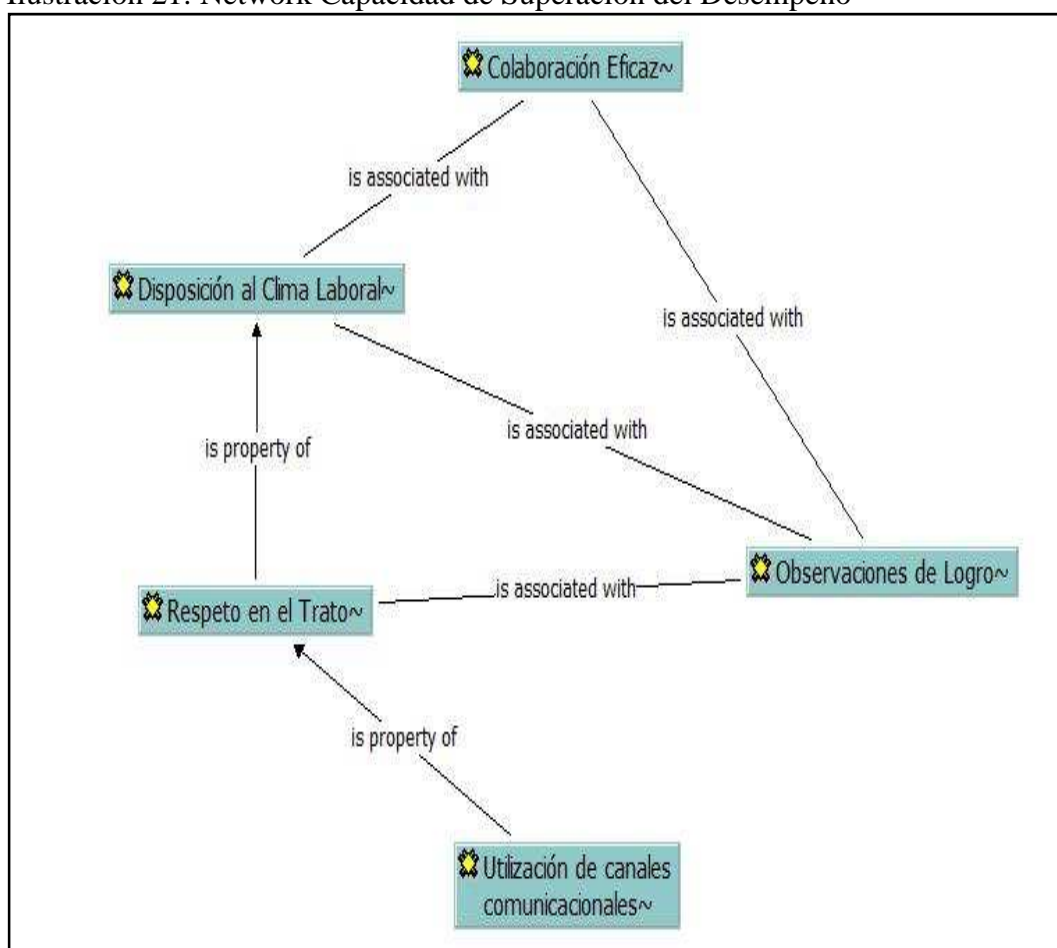 Ilustración 21: Network Capacidad de Superación del Desempeño
Colaboración Eficaz~
is associated with
Disposición al Clima Laboral~
is associated with
is associated with
is property of
Observaciones de Logro~
is associated with
Respeto en el Trato~
is property of
Utilización de canales
comunicacionales~